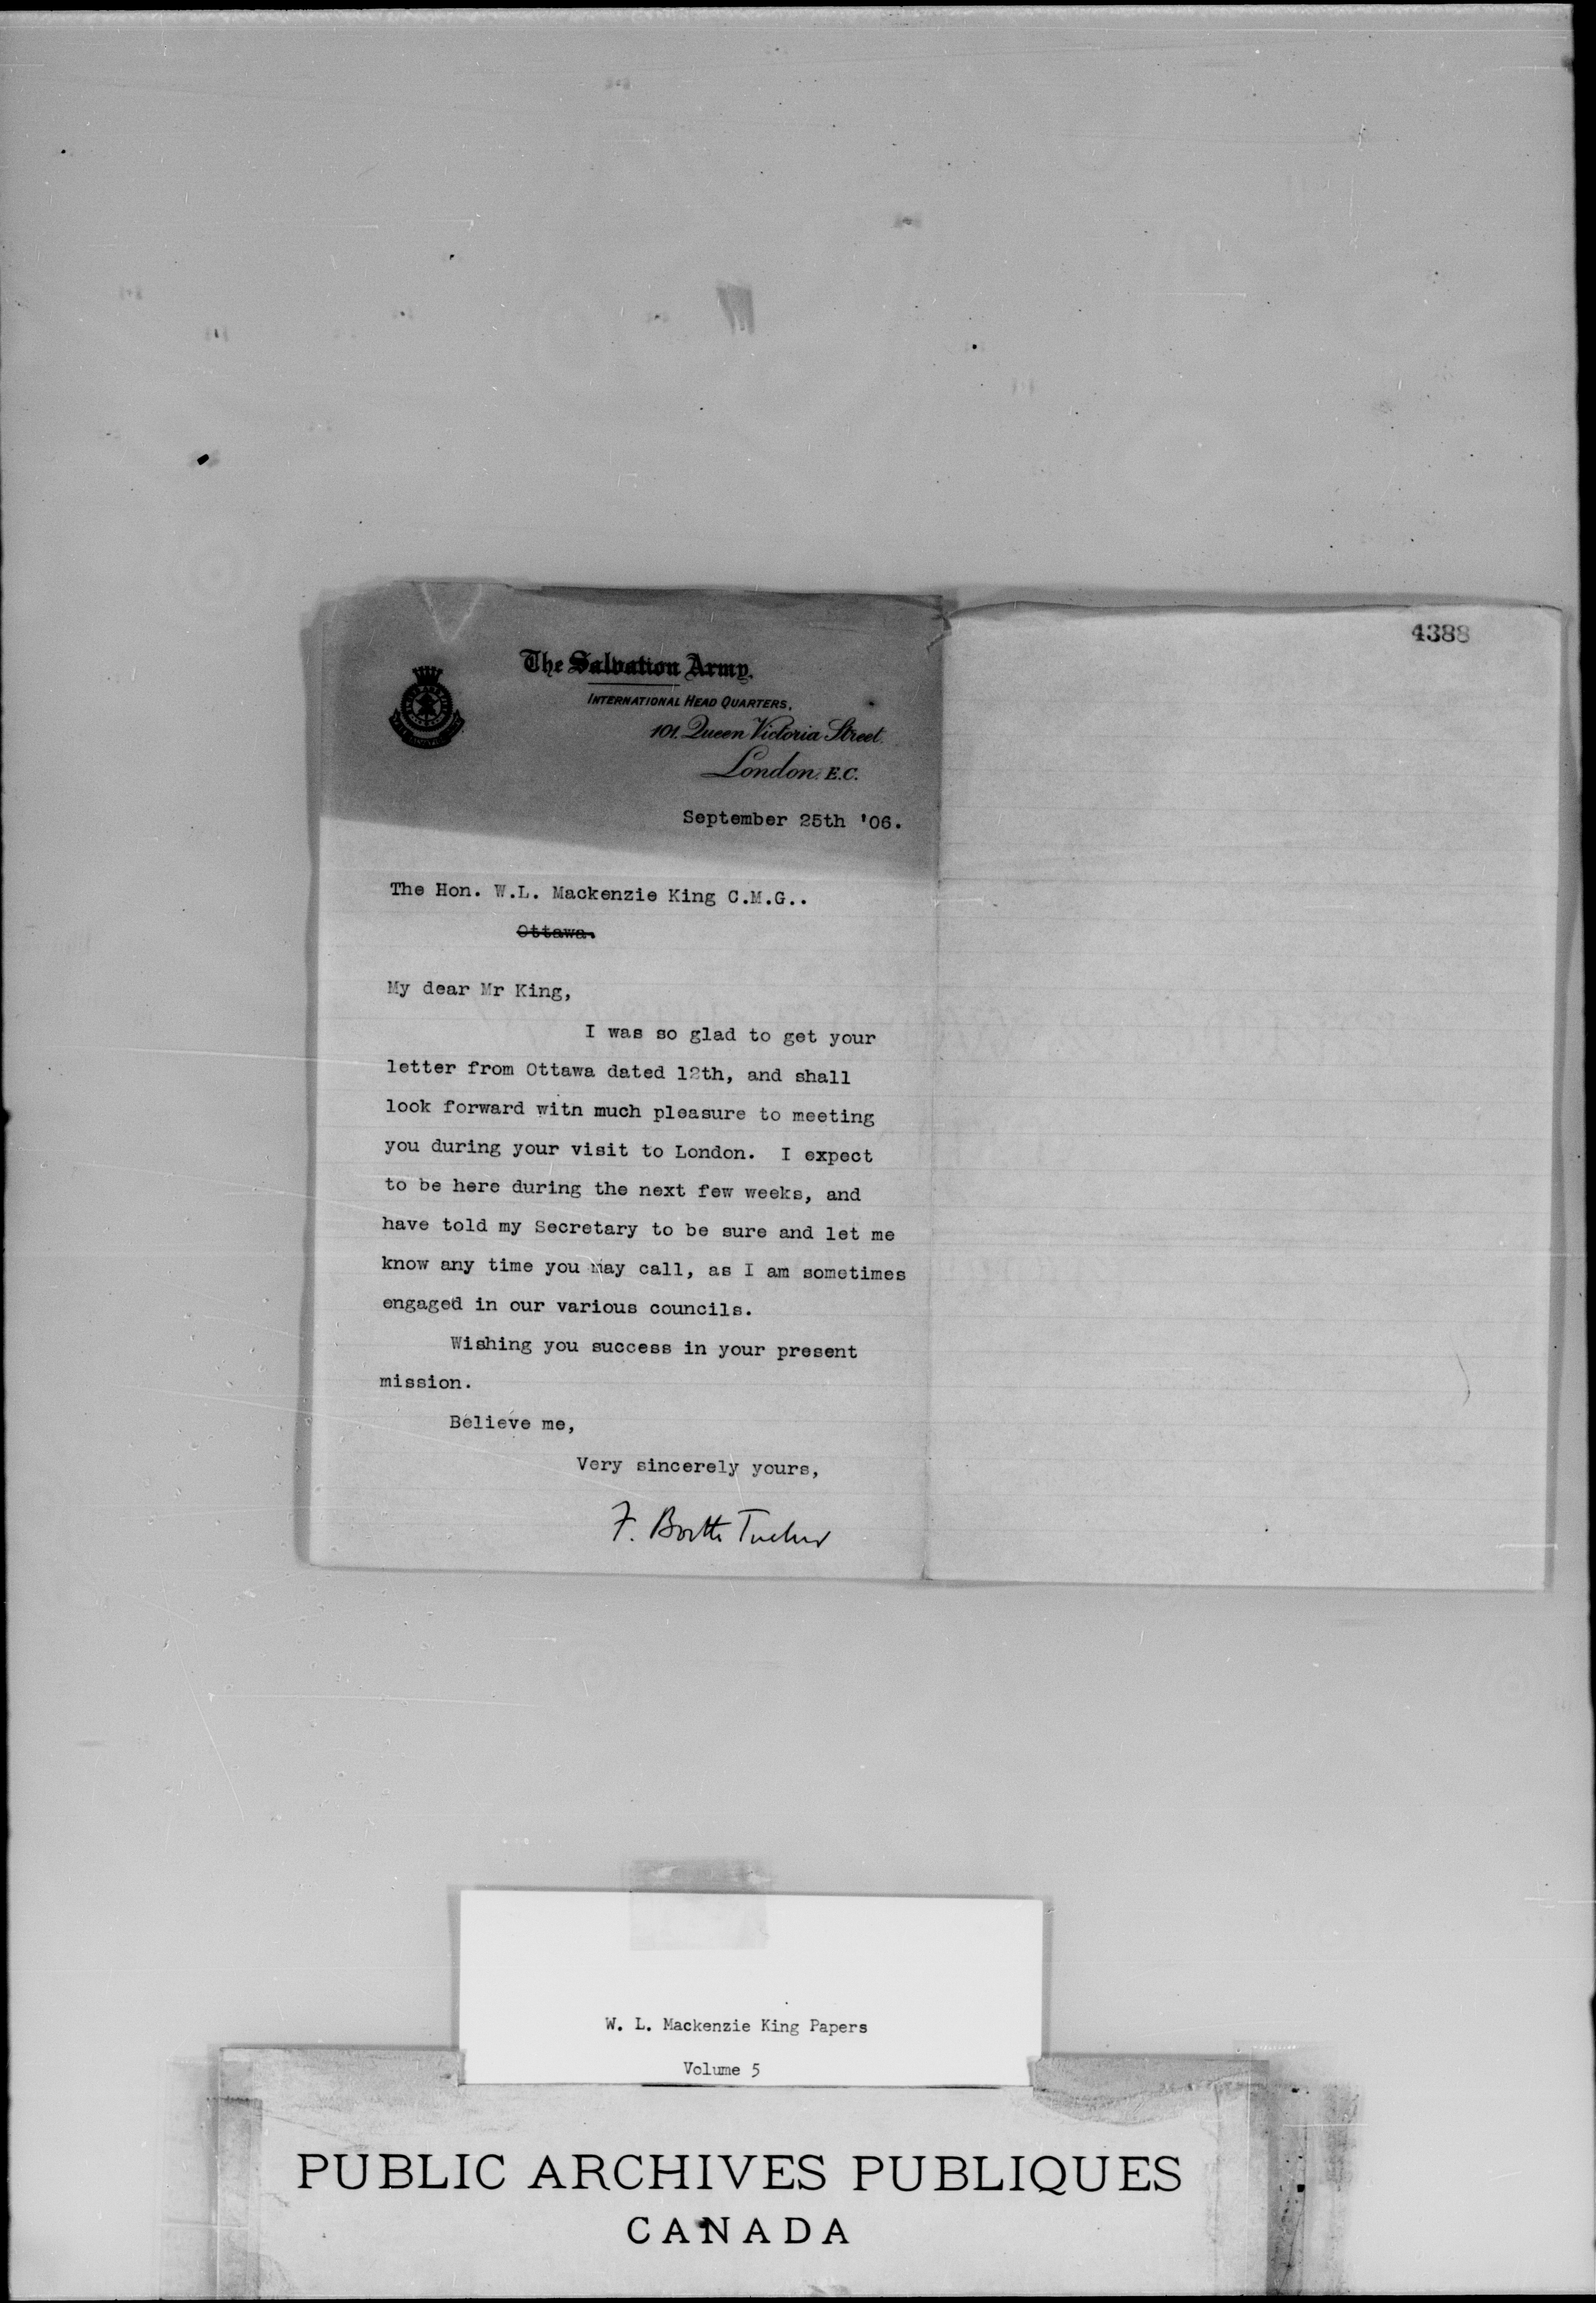 4388
The Salvation Army.
INTERNATIONAL HEAD QUARTERS,
101. Queen Victoria Street.
London. E.C.
September 25th '06.
The Hon. W.L. Mackenzie King C.M.G..
Ottawa.
My dear Mr King,
I was so glad to get your
letter from Ottawa dated 12th, and shall
look forward witn much pleasure to meeting
you during your visit to London. I expect
to be here during the next few weeks, and
have told my Secretary to be sure and let me
know any time you may call, as I am sometimes
engaged in our various councils.
Wishing you success in your present
mission.
Believe me,
Very sincerely yours,
F. Booth Tucker
W. L. Mackenzie King Papers
Volume 5
PUBLIC ARCHIVES PUBLIQUES
CANADA